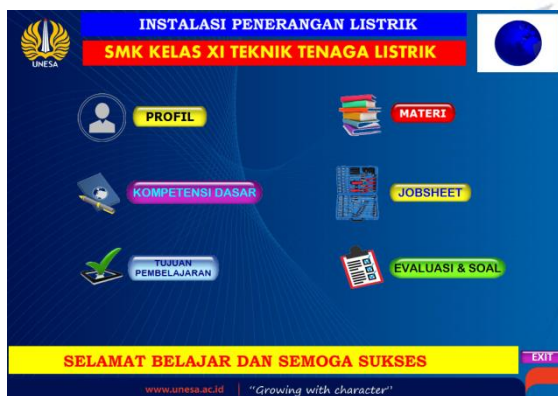 INSTALASI PENERANGAN LISTRIK
UNESA
SMK KELAS XI TEKNIK TENAGA LISTRIK
PROFIL
MATERI
KOMPETENSI DASAR
JOBSHEET
TUJUAN
PEMBELAJARAN
EVALUASI & SOAL
SELAMAT BELAJAR DAN SEMOGA SUKSES
EXIT
www.unesa.ac.id | "Growing with character"